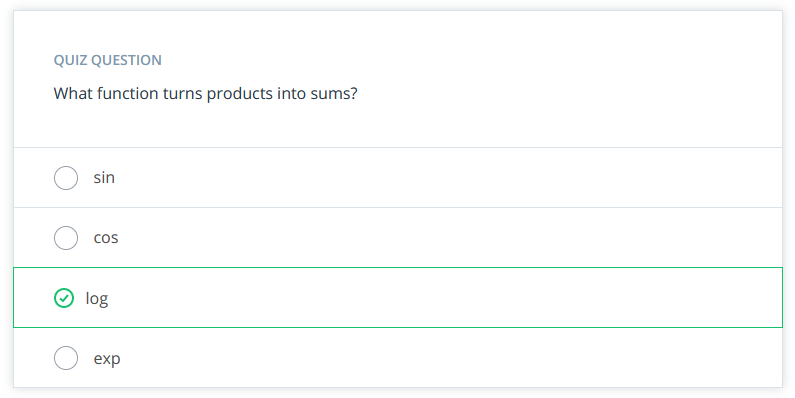 QUIZ QUESTION
What function turns products into sums?
sin
cos
log
exp